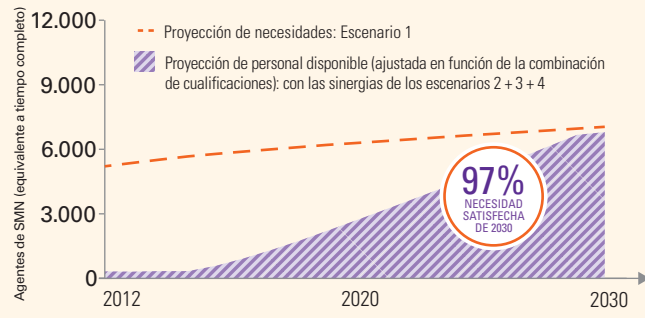 Agentes de SMN (equivalente a tiempo completo)
12.000
9.000
6.000
3.000
0
Proyección de necesidades: Escenario 1
Proyección de personal disponible (ajustada en función de la combinación
de cualificaciones): con las sinergias de los escenarios 2 + 3 + 4
97%
NECESIDAD
SATISFECHA
DE 2030
2012
2020
2030